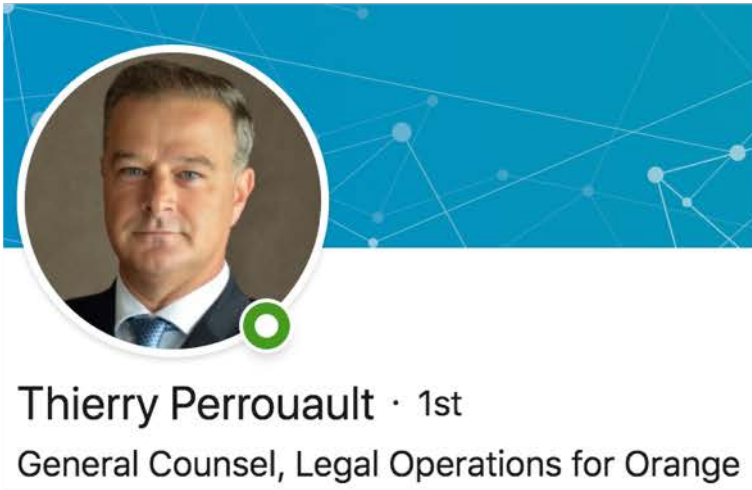 Thierry Perrouault · 1st
General Counsel, Legal Operations for Orange